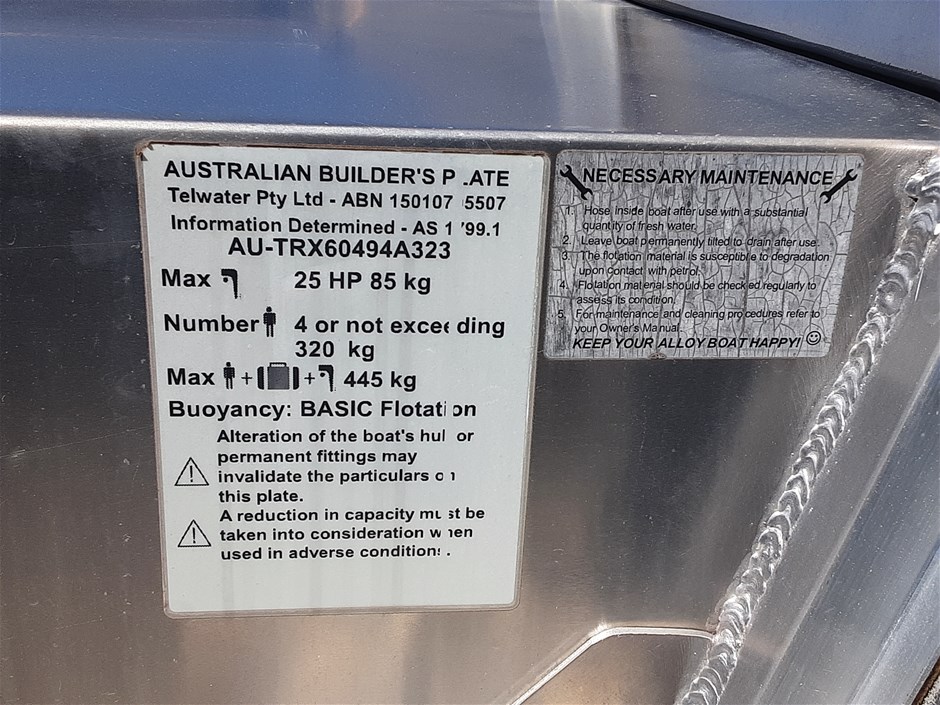 AUSTRALIAN BUILDER'S P ATE
Telwater Pty Ltd - ABN 150107 5507
Information Determined - AS 1 '99.1
AU-TRX60494A323
Max 25 HP 85 kg
Number 4 or not exceeding
320 kg
Max + + 445 kg
Buoyancy: BASIC Flotation
Alteration of the boat's hul or
permanent fittings may
invalidate the particulars on
this plate.
A reduction in capacity must be
taken into consideration when
used in adverse conditions.
NECESSARY MAINTENANCE
1. Hose inside boat after use with a substantial
quantity of fresh water.
2. Leave boat permanently tilted to drain after use
3. The flotation material is susceptible to degradation
upon contact with petrol.
4. Flotation material should be checked regularly to
assess its condition.
5. For maintenance and cleaning procedures refer to
your Owner's Manual.
KEEP YOUR ALLOY BOAT HAPPY!